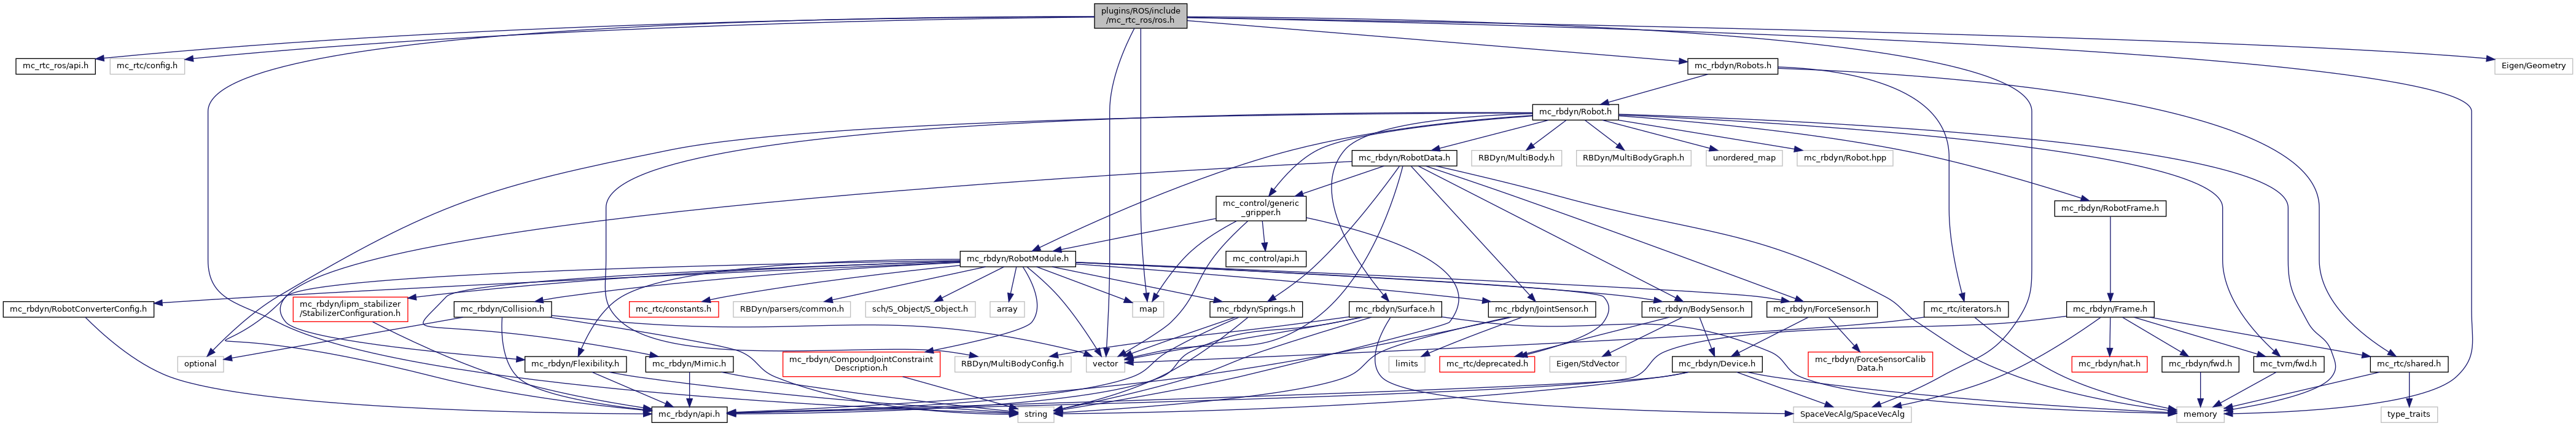 plugins/ROS/include
/mc_rtc_ros/ros.h
mc_rtc_ros/api.h
mc_rtc/config.h
mc_rbdyn/Robots.h
Eigen/Geometry
mc_rbdyn/Robot.h
mc_rbdyn/RobotData.h
RBDyn/MultiBody.h
RBDyn/MultiBodyGraph.h
unordered_map
mc_rbdyn/Robot.hpp
mc_control/generic
_gripper.h
mc_rbdyn/RobotFrame.h
mc_rbdyn/RobotModule.h
mc_control/api.h
mc_rbdyn/RobotConverterConfig.h
mc_rbdyn/lipm_stabilizer
/StabilizerConfiguration.h
mc_rbdyn/Collision.h
mc_rtc/constants.h
RBDyn/parsers/common.h
sch/S_Object/S_Object.h
array
map
mc_rbdyn/Springs.h
mc_rbdyn/Surface.h
mc_rbdyn/JointSensor.h
mc_rbdyn/BodySensor.h
mc_rbdyn/ForceSensor.h
mc_rtc/iterators.h
mc_rbdyn/Frame.h
optional
mc_rbdyn/Flexibility.h
mc_rbdyn/Mimic.h
mc_rbdyn/CompoundJointConstraint
Description.h
RBDyn/MultiBodyConfig.h
vector
limits
mc_rtc/deprecated.h
Eigen/StdVector
mc_rbdyn/Device.h
mc_rbdyn/ForceSensorCalib
Data.h
mc_rbdyn/hat.h
mc_rbdyn/fwd.h
mc_tvm/fwd.h
mc_rtc/shared.h
mc_rbdyn/api.h
string
SpaceVecAlg/SpaceVecAlg
memory
type_traits